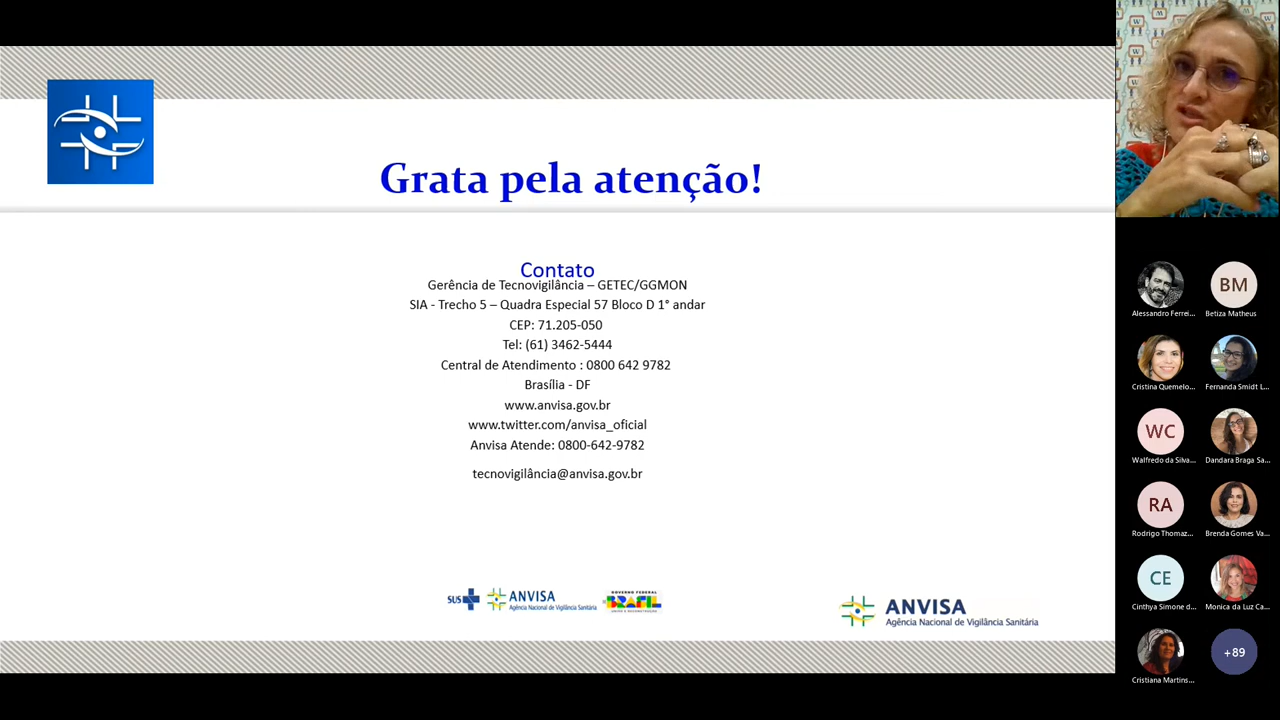 Grata pela atenção!
Contato
Gerência de Tecnovigilância – GETEC/GGMON
SIA - Trecho 5 – Quadra Especial 57 Bloco D 1° andar
CEP: 71.205-050
Tel: (61) 3462-5444
Central de Atendimento : 0800 642 9782
Brasília - DF
www.anvisa.gov.br
www.twitter.com/anvisa_oficial
Anvisa Atende: 0800-642-9782
tecnovigilância@anvisa.gov.br
SUS
ANVISA
Agência Nacional de Vigilância Sanitária
GOVERNO FEDERAL
BRASIL
ANVISA
Agência Nacional de Vigilância Sanitária
Alessandro Ferrei...
BM
Betiza Matheus
Cristina Quemelo...
Fernanda Smidt L...
WC
Walfredo da Silva...
Dandara Braga Sa...
RA
Rodrigo Thomaz...
Brenda Gomes Va...
CE
Cinthya Simone d...
Monica da Luz Ca...
Cristiana Martins...
+89